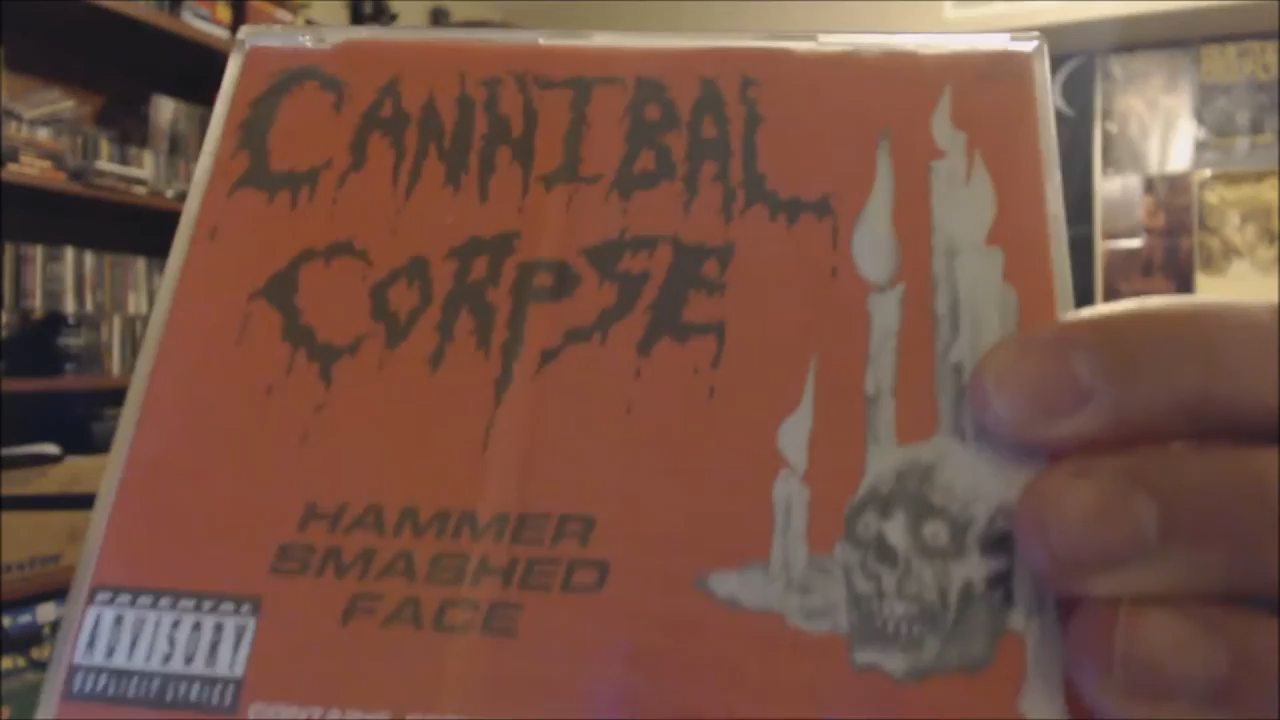 CANNIBAL
CORPSE
HAMMER
SMASHED
FACE
PARENTAL
ADVISORY
EXPLICIT LYRICS